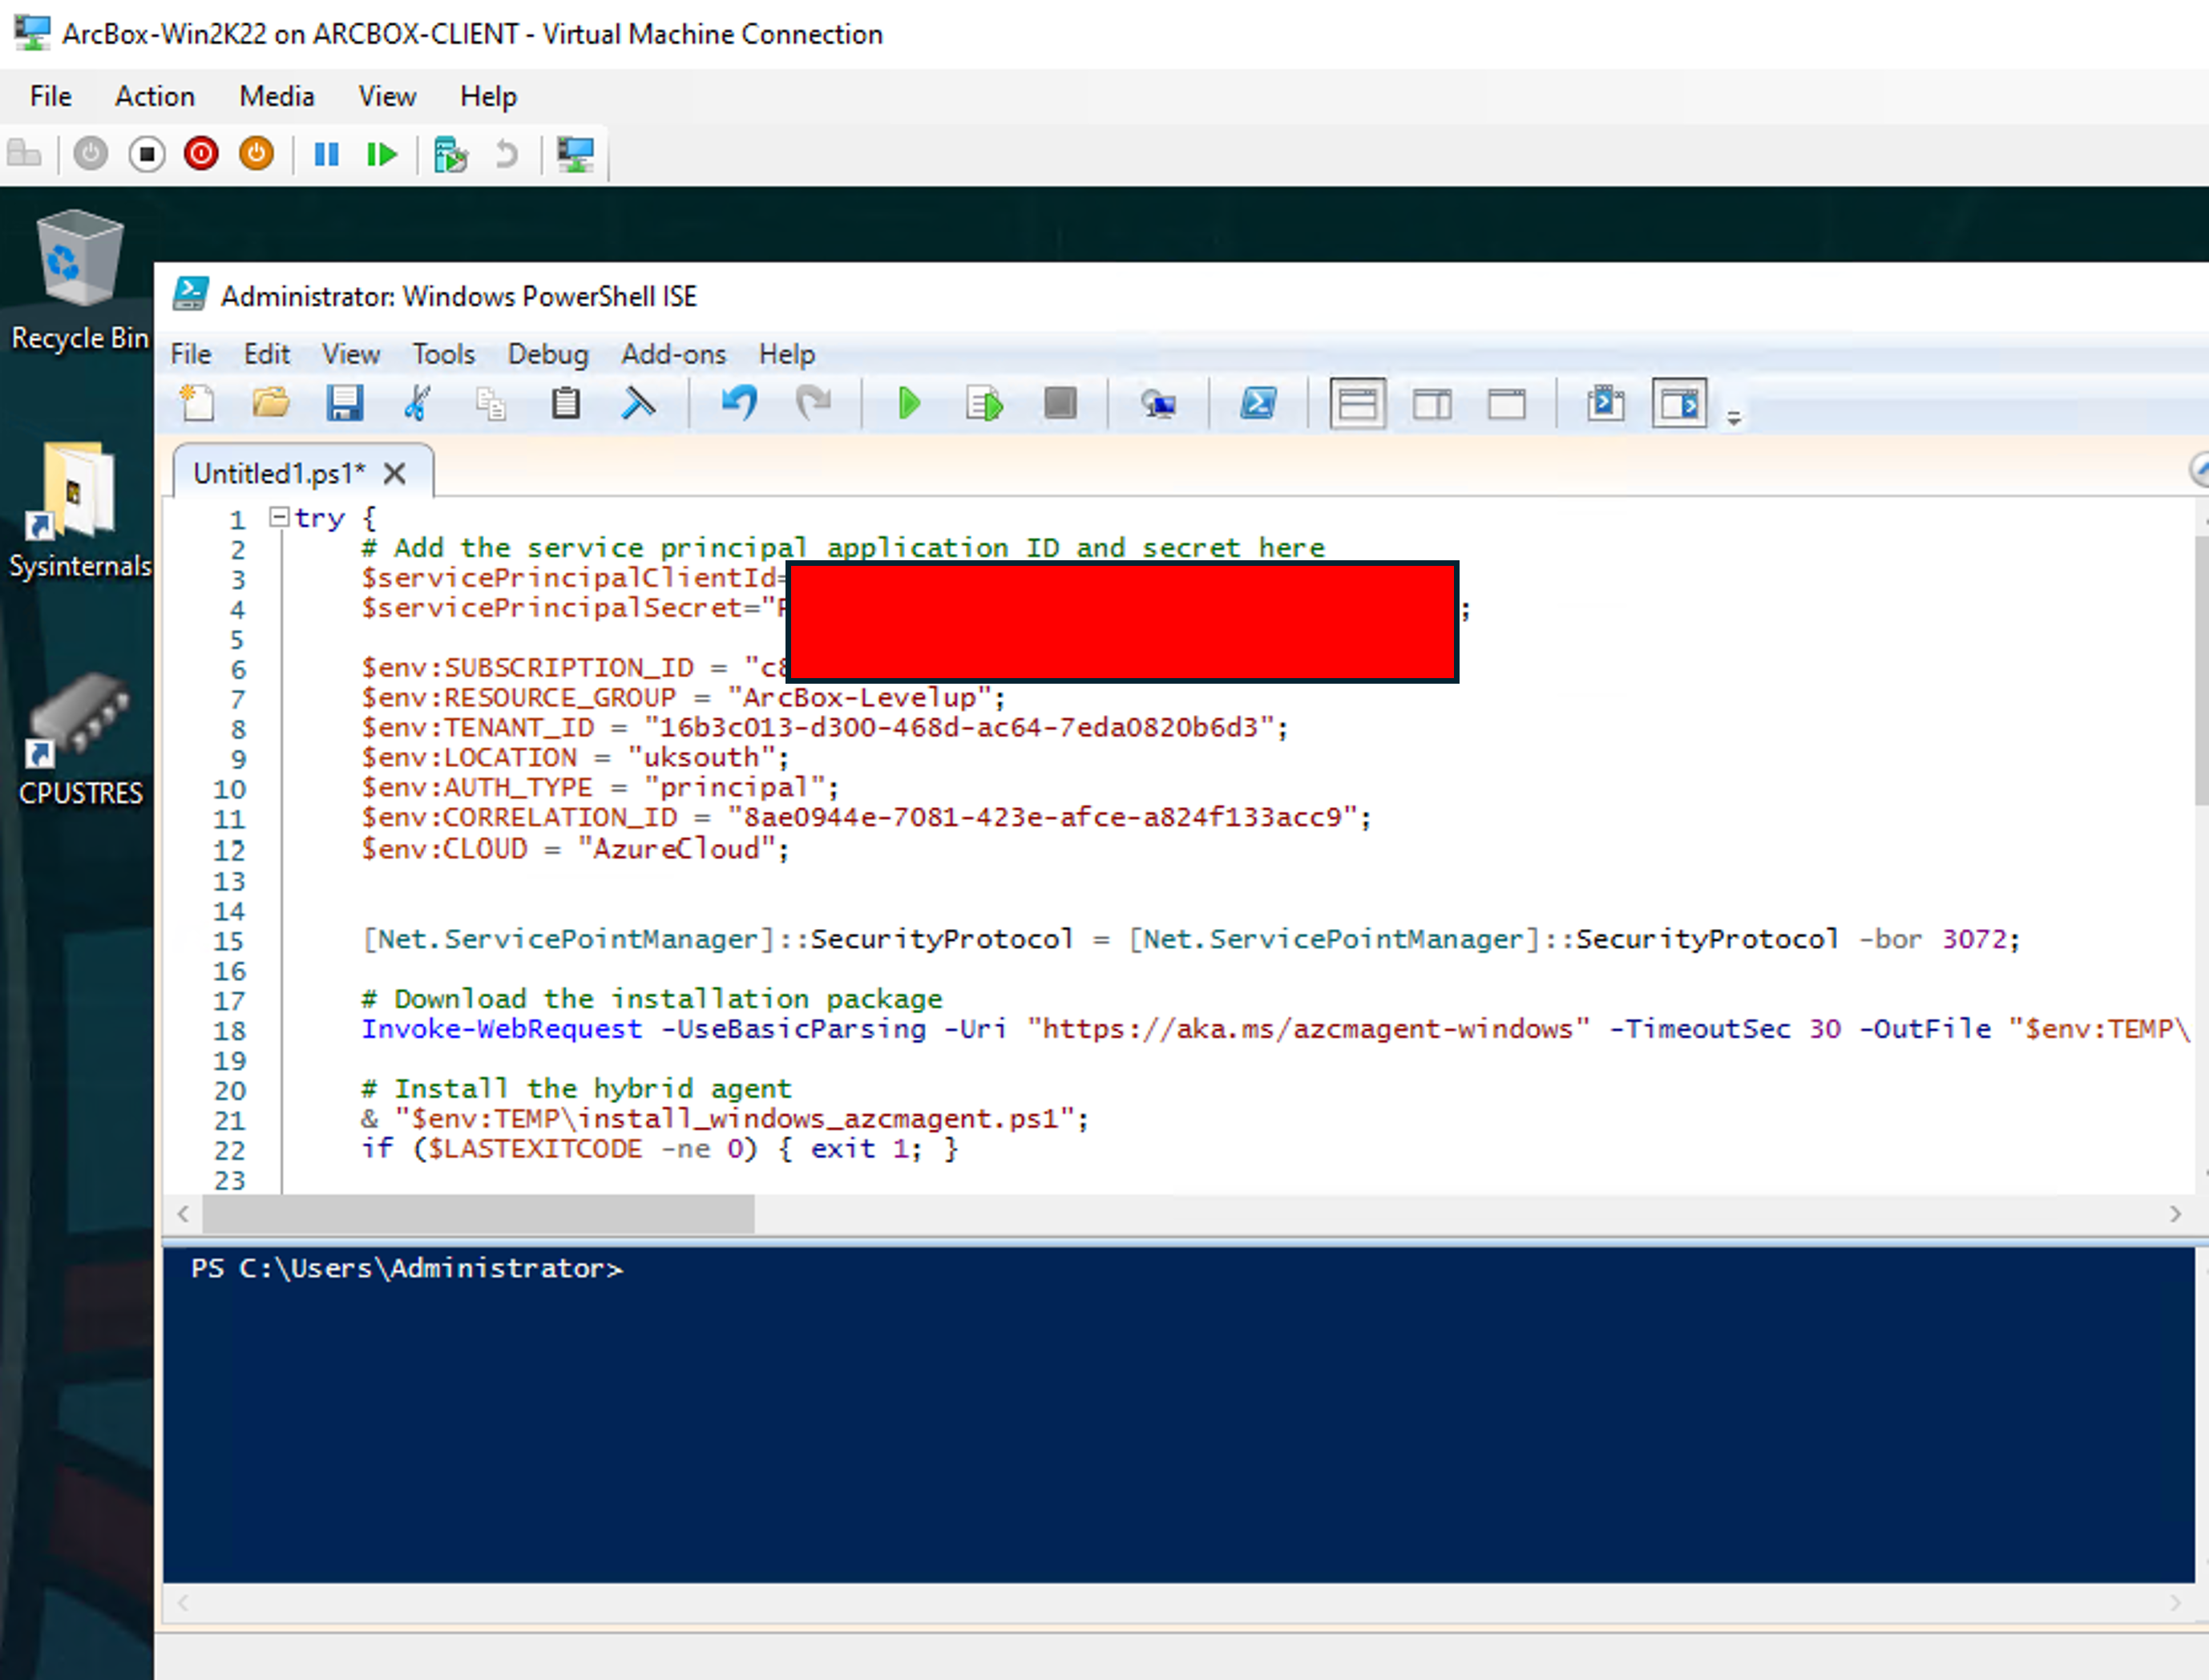 ArcBox-Win2K22 on ARCBOX-CLIENT - Virtual Machine Connection
File Action Media View Help
Recycle Bin
Sysinternals
CPUSTRES
Administrator: Windows PowerShell ISE
File Edit View Tools Debug Add-ons Help
Untitled1.ps1*
1 try {
2 # Add the service principal application ID and secret here
3 $servicePrincipalClientId=
4 $servicePrincipalSecret=" ;
5
6 $env:SUBSCRIPTION_ID = "c8
7 $env:RESOURCE_GROUP = "ArcBox-Levelup";
8 $env:TENANT_ID = "16b3c013-d300-468d-ac64-7eda0820b6d3";
9 $env:LOCATION = "uksouth";
10 $env:AUTH_TYPE = "principal";
11 $env:CORRELATION_ID = "8ae0944e-7081-423e-afce-a824f133acc9";
12 $env:CLOUD = "AzureCloud";
13
14
15 [Net.ServicePointManager]::SecurityProtocol = [Net.ServicePointManager]::SecurityProtocol -bor 3072;
16
17 # Download the installation package
18 Invoke-WebRequest -UseBasicParsing -Uri "https://aka.ms/azcmagent-windows" -TimeoutSec 30 -OutFile "$env:TEMP\
19
20 # Install the hybrid agent
21 & "$env:TEMP\install_windows_azcmagent.ps1";
22 if ($LASTEXITCODE -ne 0) { exit 1; }
23
PS C:\Users\Administrator>